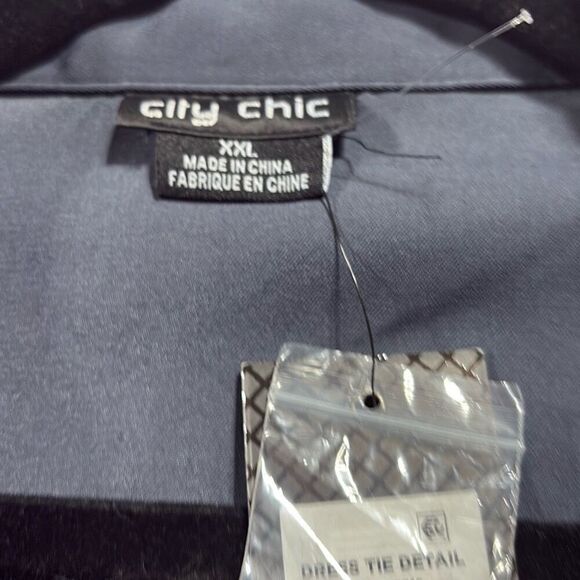 city chic
XXL
MADE IN CHINA
FABRIQUE EN CHINE
DRESS TIE DETAIL